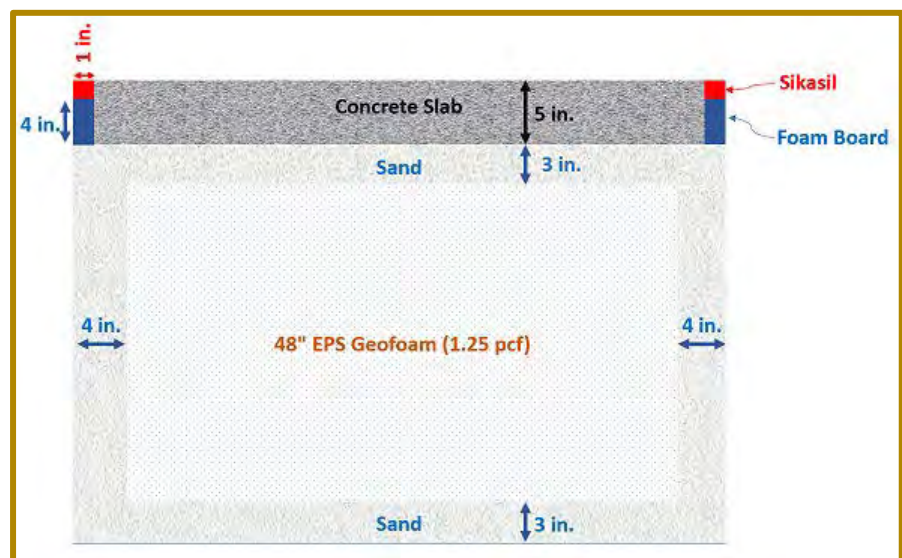 1 in.
Sikasil
Concrete Slab
4 in.
5 in.
Foam Board
Sand
3 in.
4 in.
4 in.
48" EPS Geofoam (1.25 pcf)
Sand
3 in.